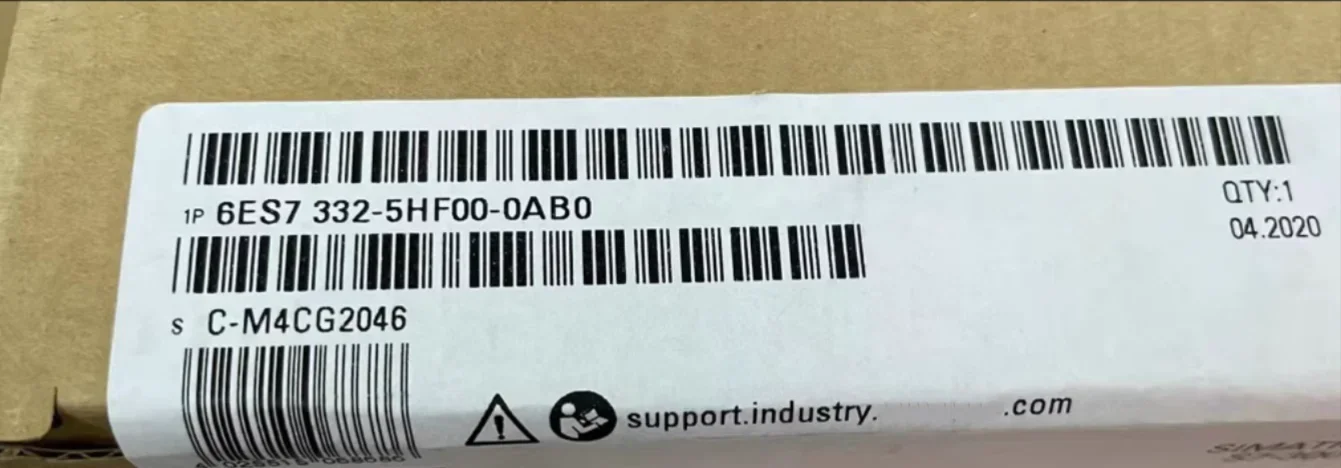 1P 6ES7 332-5HF00-0AB0
QTY:1
04.2020
S C-M4CG2046
support.industry. .com